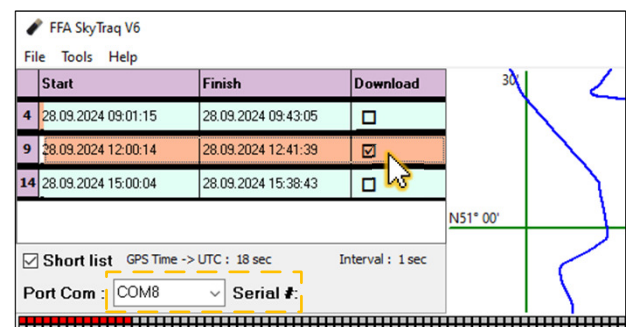 FFA SkyTraq V6
File Tools Help
Start Finish Download
4 28.09.2024 09:01:15 28.09.2024 09:43:05
9 28.09.2024 12:00:14 28.09.2024 12:41:39
14 28.09.2024 15:00:04 28.09.2024 15:38:43
30'
N51° 00'
Short list GPS Time -> UTC : 18 sec Interval : 1 sec
Port Com : COM8 Serial #: